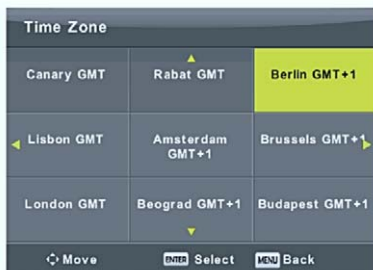 Time Zone
Canary GMT
Rabat GMT
Berlin GMT+1
Lisbon GMT
Amsterdam
GMT+1
Brussels GMT+1
London GMT
Beograd GMT+1
Budapest GMT+1
Move
ENTER Select
MENU Back